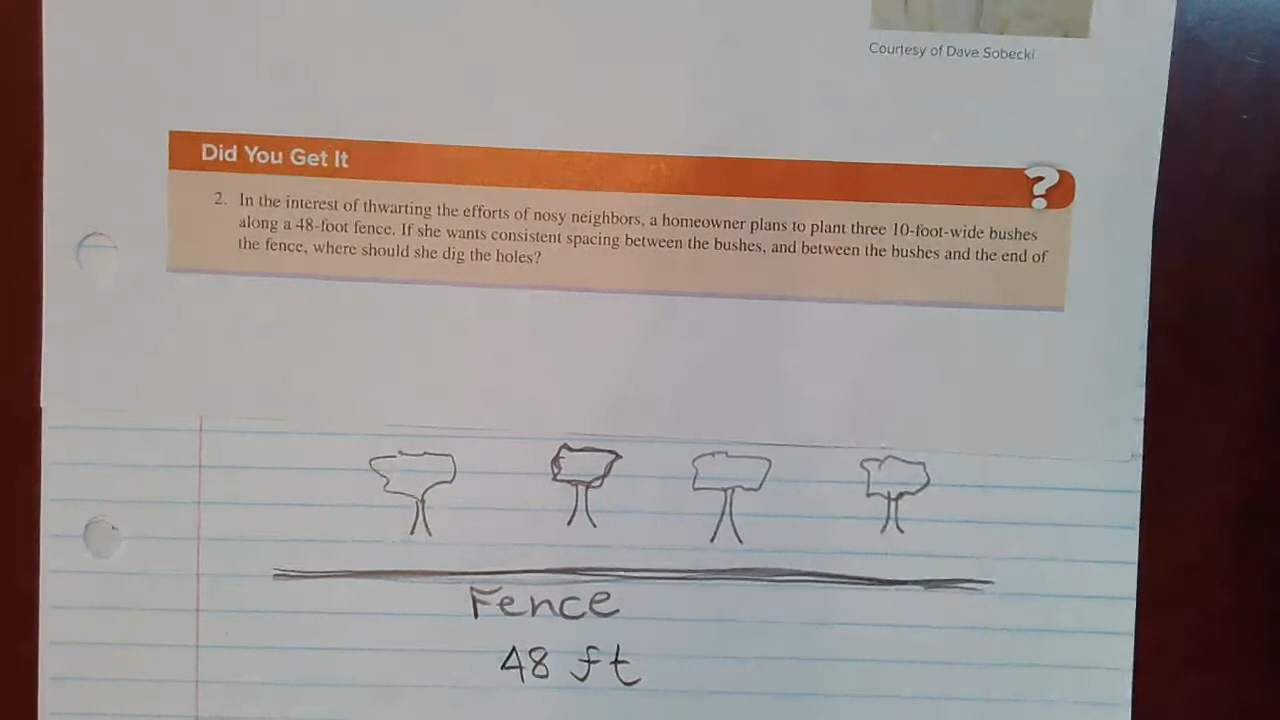 Courtesy of Dave Sobecki
Did You Get It
?
2. In the interest of thwarting the efforts of nosy neighbors, a homeowner plans to plant three 10-foot-wide bushes
along a 48-foot fence. If she wants consistent spacing between the bushes, and between the bushes and the end of
the fence, where should she dig the holes?
Fence
48 ft